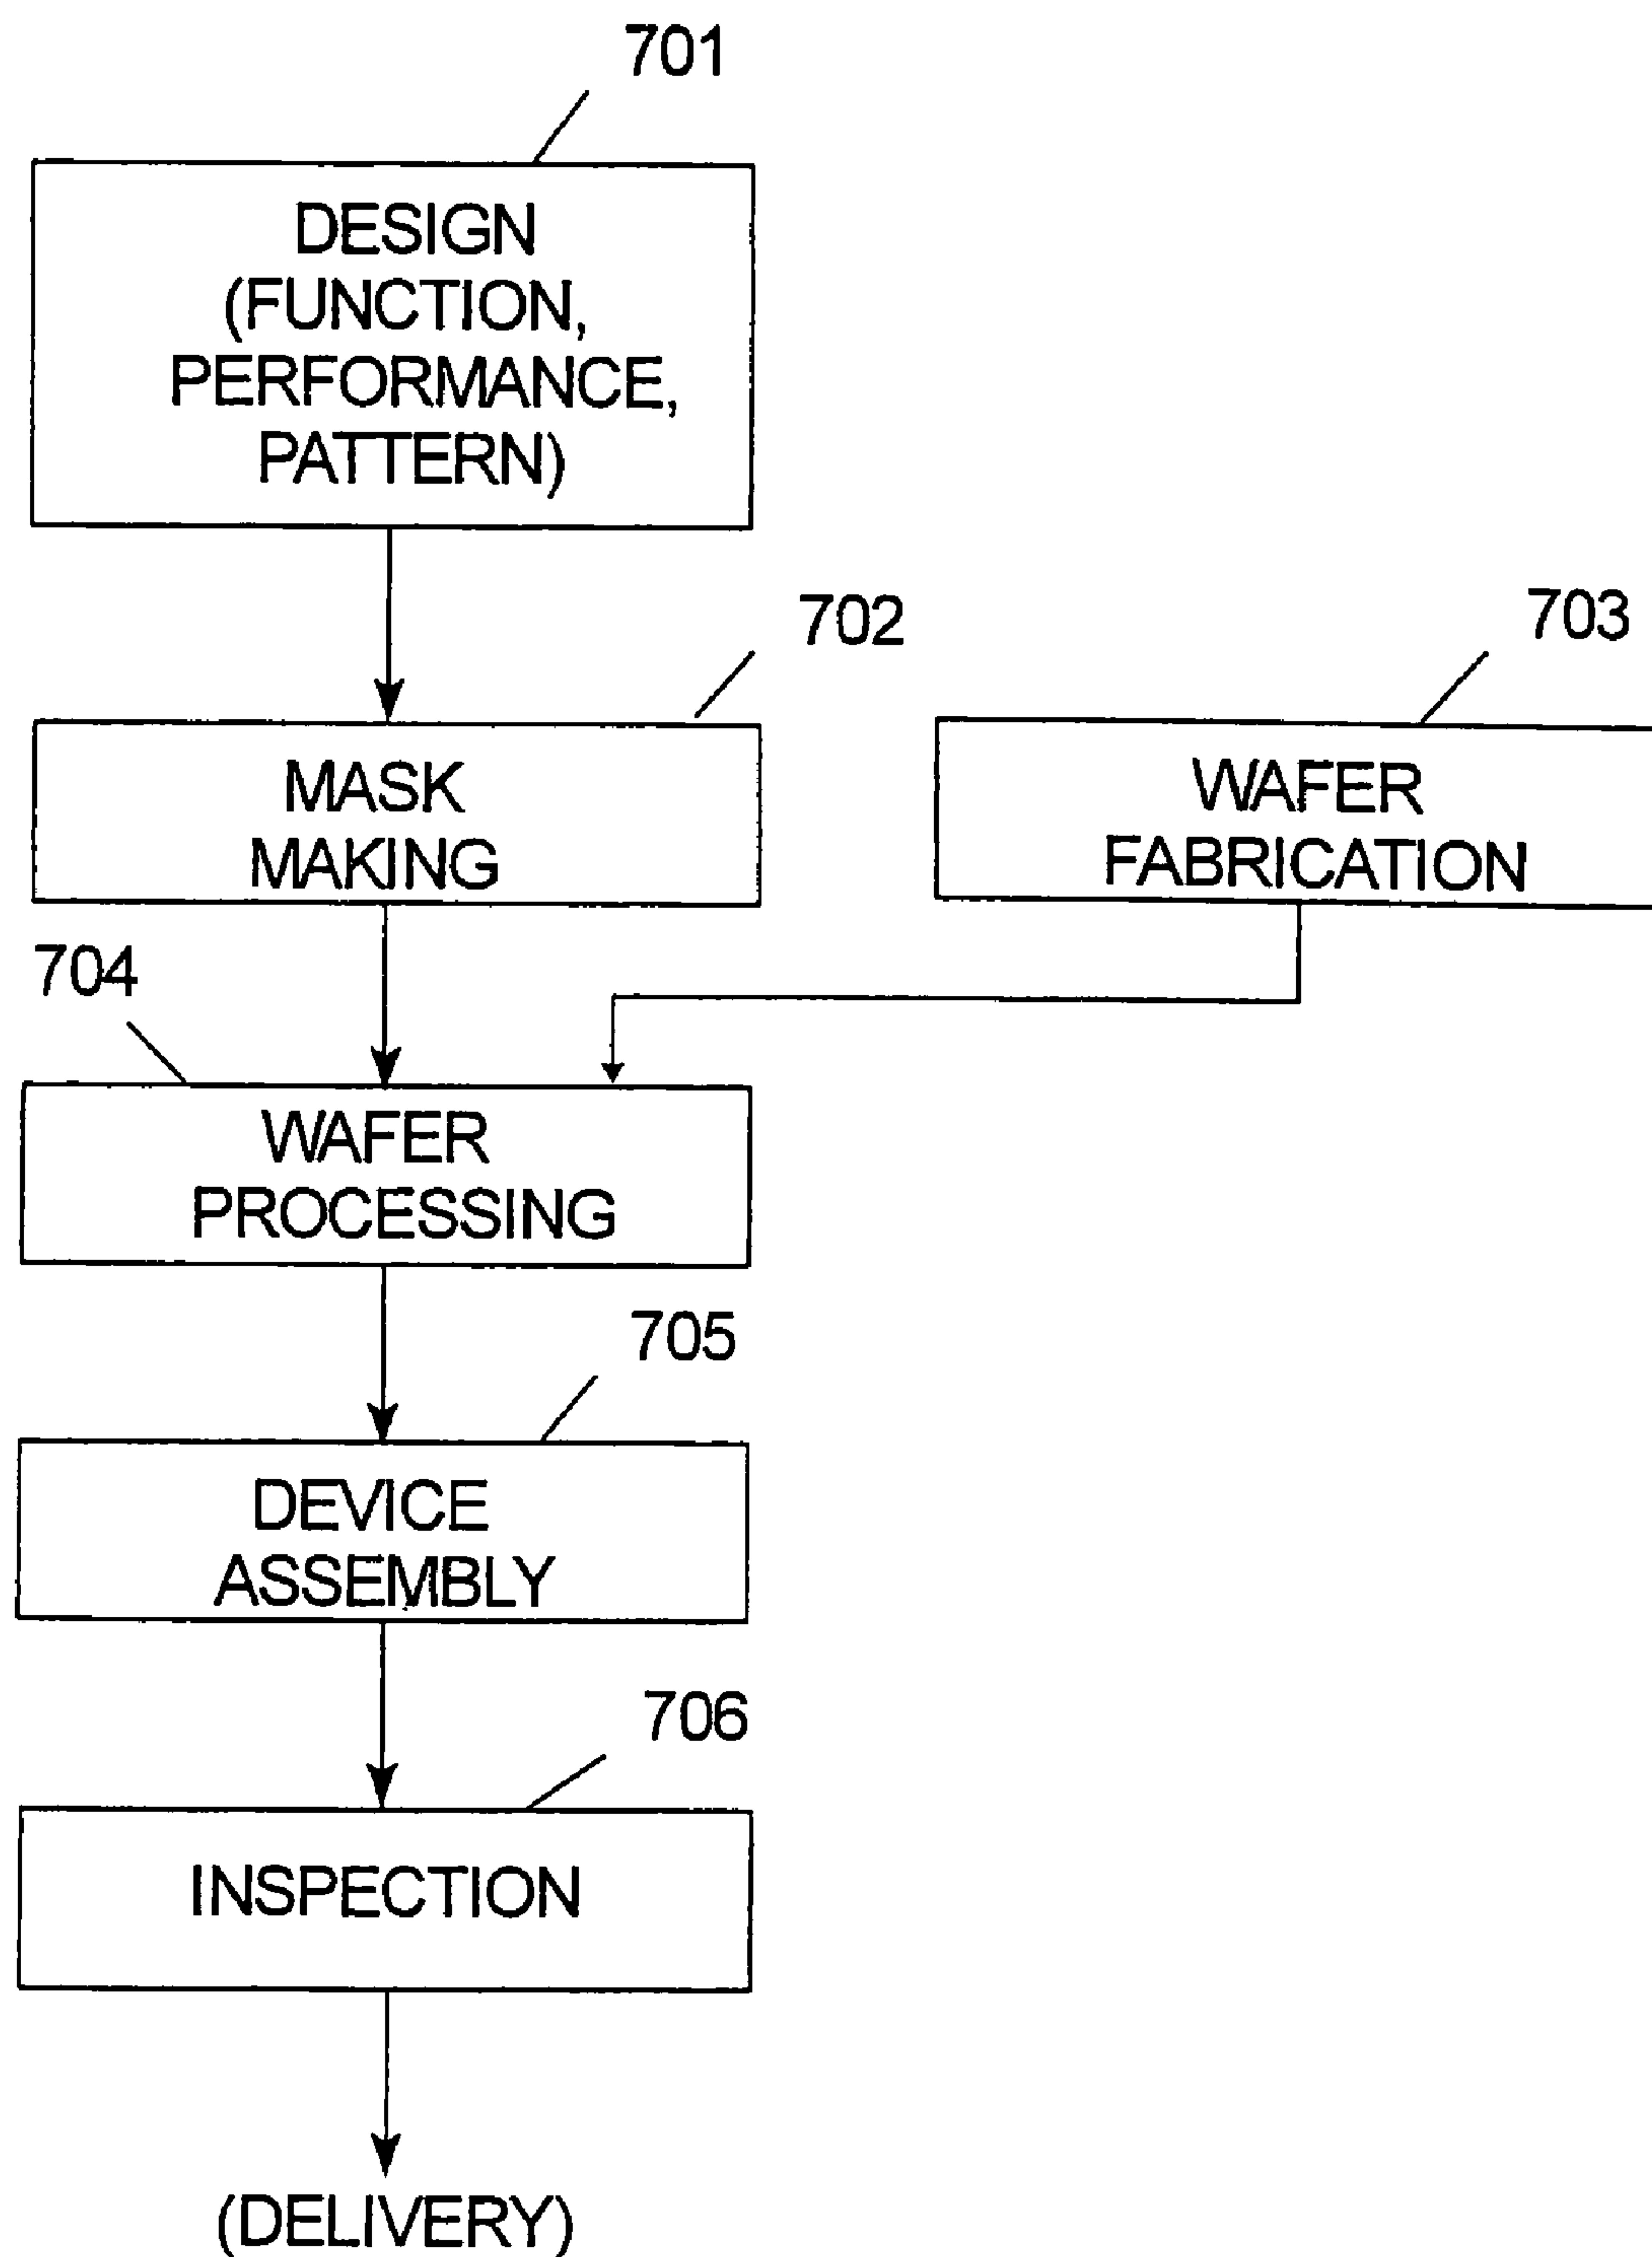 701
DESIGN
(FUNCTION,
PERFORMANCE,
PATTERN)
702
703
MASK
MAKING
WAFER
FABRICATION
704
WAFER
PROCESSING
705
DEVICE
ASSEMBLY
706
INSPECTION
(DELIVERY)